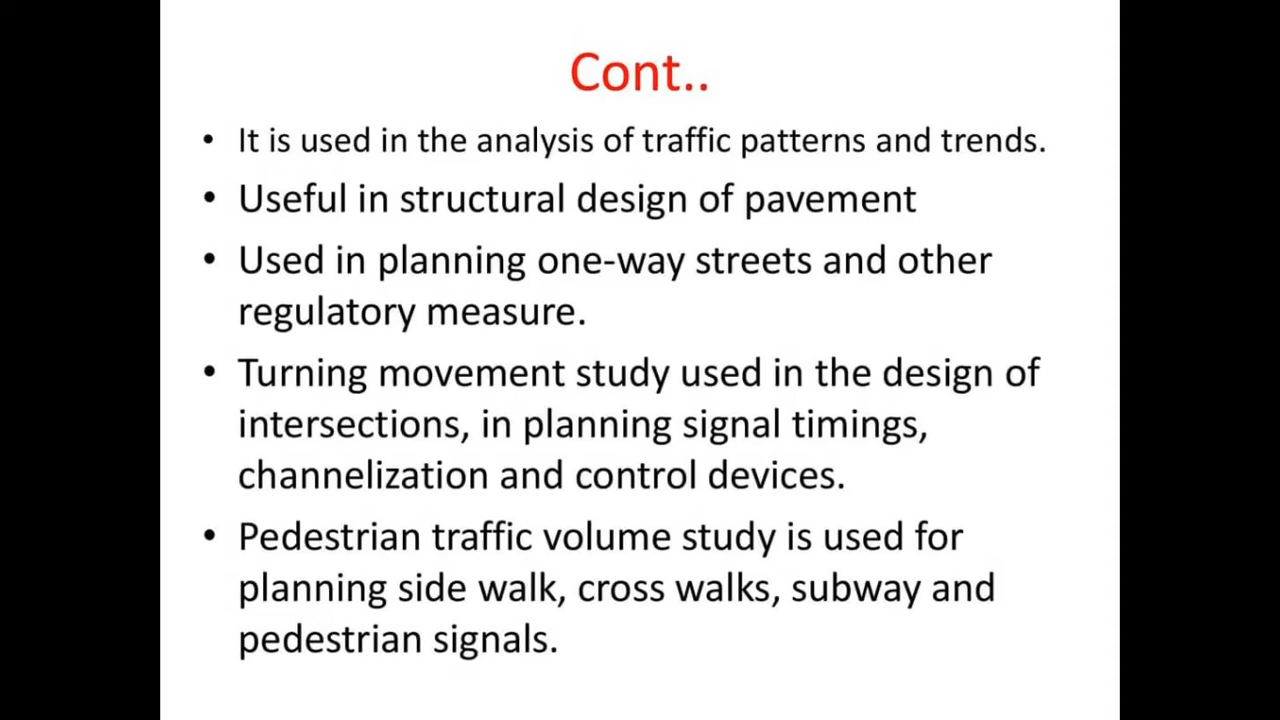 Cont..
• It is used in the analysis of traffic patterns and trends.
• Useful in structural design of pavement
• Used in planning one-way streets and other
regulatory measure.
• Turning movement study used in the design of
intersections, in planning signal timings,
channelization and control devices.
• Pedestrian traffic volume study is used for
planning side walk, cross walks, subway and
pedestrian signals.